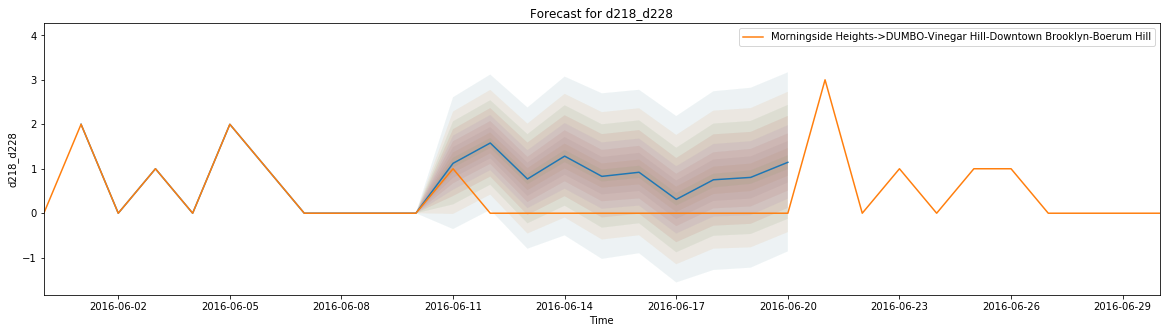 Forecast for d218_d228
Morningside Heights->DUMBO-Vinegar Hill-Downtown Brooklyn-Boerum Hill
4
3
2
1
0
−1
d218_d228
2016-06-02 2016-06-05 2016-06-08 2016-06-11 2016-06-14 2016-06-17 2016-06-20 2016-06-23 2016-06-26 2016-06-29
Time